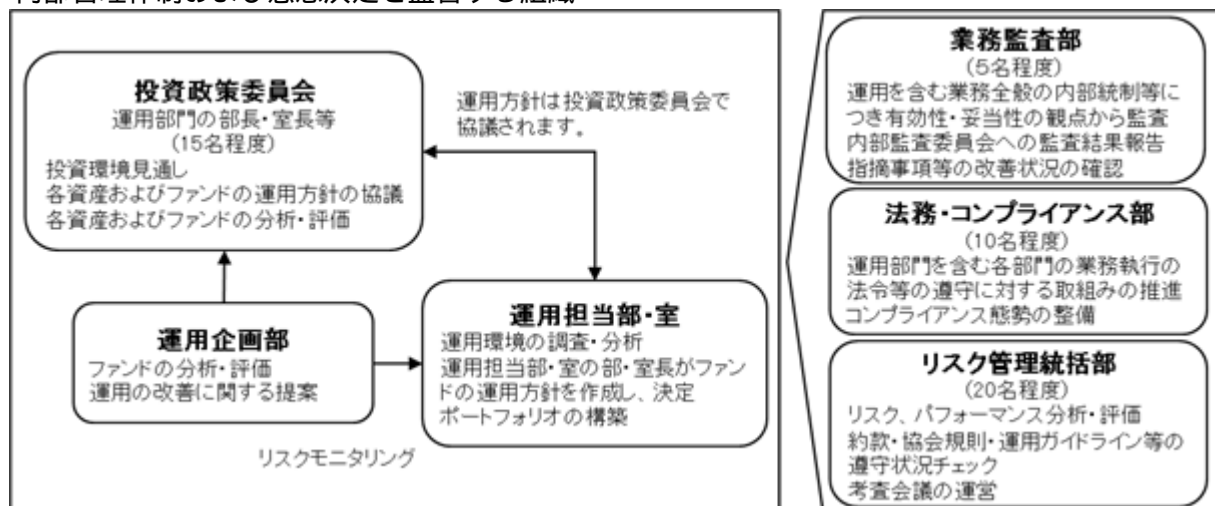 内部管理体制および意思決定を監督する組織
投資政策委員会
運用部門の部長・室長等
(15名程度)
投資環境見通し
各資産およびファンドの運用方針の協議
各資産およびファンドの分析・評価
運用方針は投資政策委員会で
協議されます。
運用企画部
ファンドの分析・評価
運用の改善に関する提案
運用担当部・室
運用環境の調査・分析
運用担当部・室の部・室長がファン
ドの運用方針を作成し、決定
ポートフォリオの構築
リスクモニタリング
業務監査部
(5名程度)
運用を含む業務全般の内部統制等に
つき有効性・妥当性の観点から監査
内部監査委員会への監査結果報告
指摘事項等の改善状況の確認
法務・コンプライアンス部
(10名程度)
運用部門を含む各部門の業務執行の
法令等の遵守に対する取組みの推進
コンプライアンス態勢の整備
リスク管理統括部
(20名程度)
リスク、パフォーマンス分析・評価
約款・協会規則・運用ガイドライン等の
遵守状況チェック
考査会議の運営